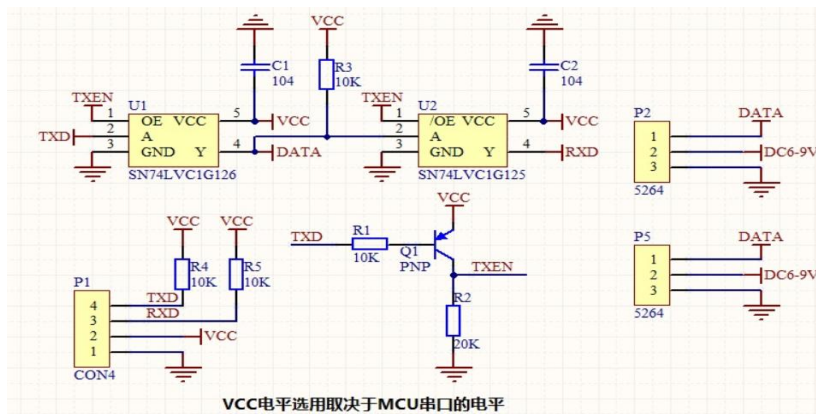 VCC
C1
104
R3
10K
C2
104
TXEN
U1
1
OE VCC
5
VCC
TXD
2
A
3
GND Y
4
DATA
SN74LVC1G126
TXEN
U2
1
/OE VCC
5
VCC
2
A
3
GND Y
4
RXD
SN74LVC1G125
P2
DATA
1
2
DC6-9V
3
5264
VCC
VCC
R4
10K
R5
10K
P1
4
TXD
3
RXD
2
VCC
1
CON4
VCC
TXD
R1
10K
Q1
PNP
TXEN
R2
20K
P5
DATA
1
2
DC6-9V
3
5264
VCC电平选用取决于MCU串口的电平